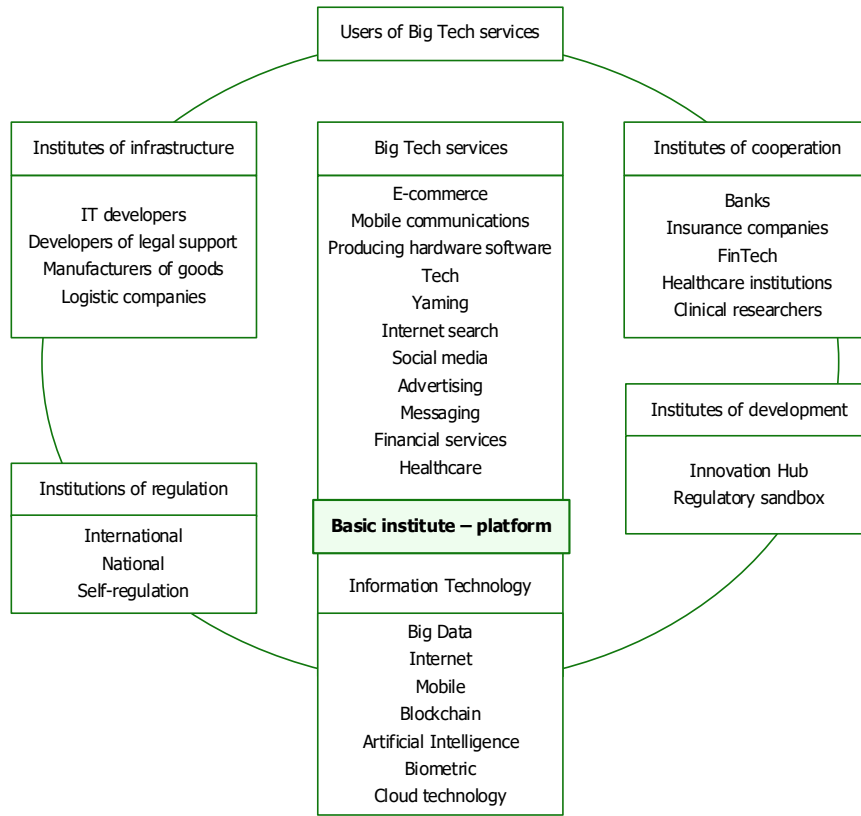 Users of Big Tech services
Institutes of infrastructure
IT developers
Developers of legal support
Manufacturers of goods
Logistic companies
Big Tech services
E-commerce
Mobile communications
Producing hardware software
Tech
Yaming
Internet search
Social media
Advertising
Messaging
Financial services
Healthcare
Institutes of cooperation
Banks
Insurance companies
FinTech
Healthcare institutions
Clinical researchers
Institutes of development
Innovation Hub
Regulatory sandbox
Institutions of regulation
International
National
Self-regulation
Basic institute – platform
Information Technology
Big Data
Internet
Mobile
Blockchain
Artificial Intelligence
Biometric
Cloud technology